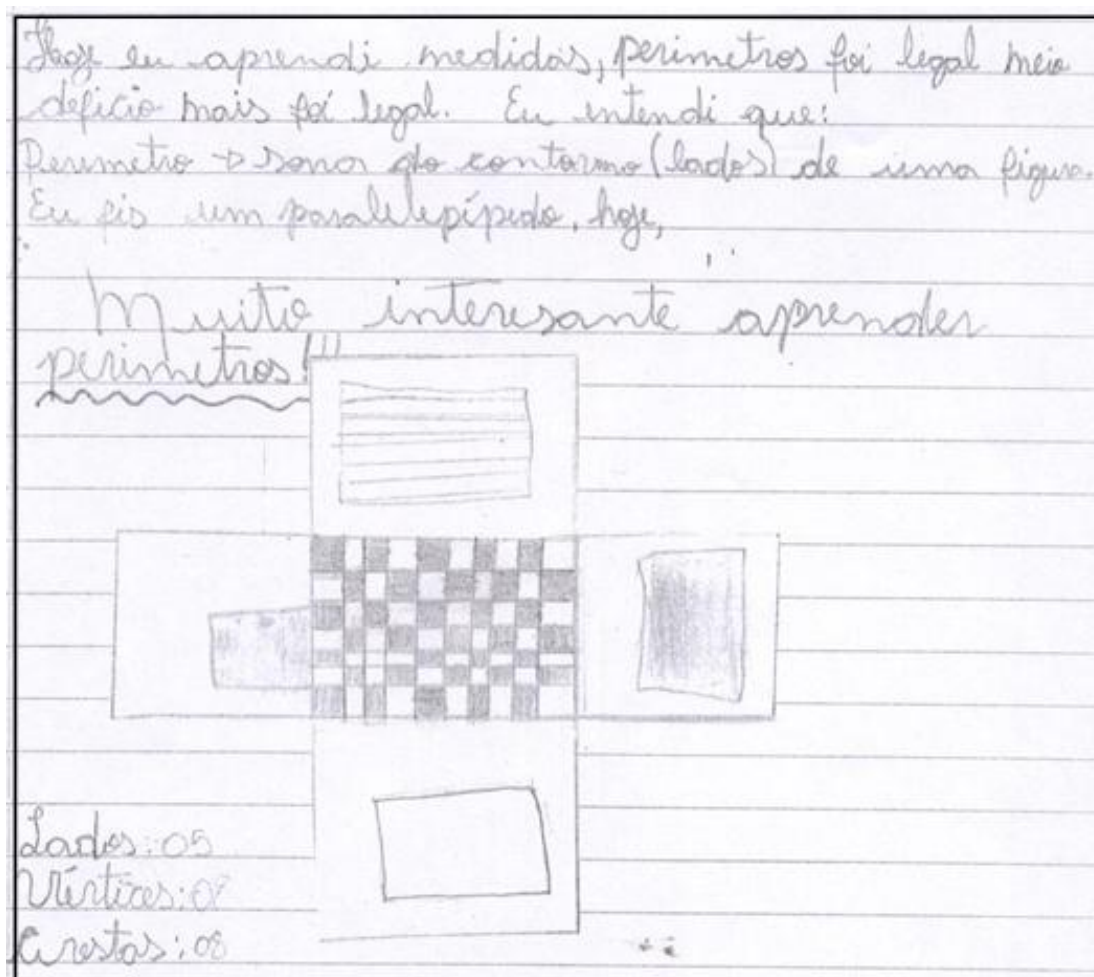 Hoje eu aprendi medidas, perimetros foi legal meio
deficio mais foi legal. Eu entendi que:
Perimetro → soma do contorno (lados) de uma figura.
Eu fis um paralelepípedo, hoje,
Muito interesante aprender
perimetros!!!
Lados: 05
Vértices: 08
Arestas: 08